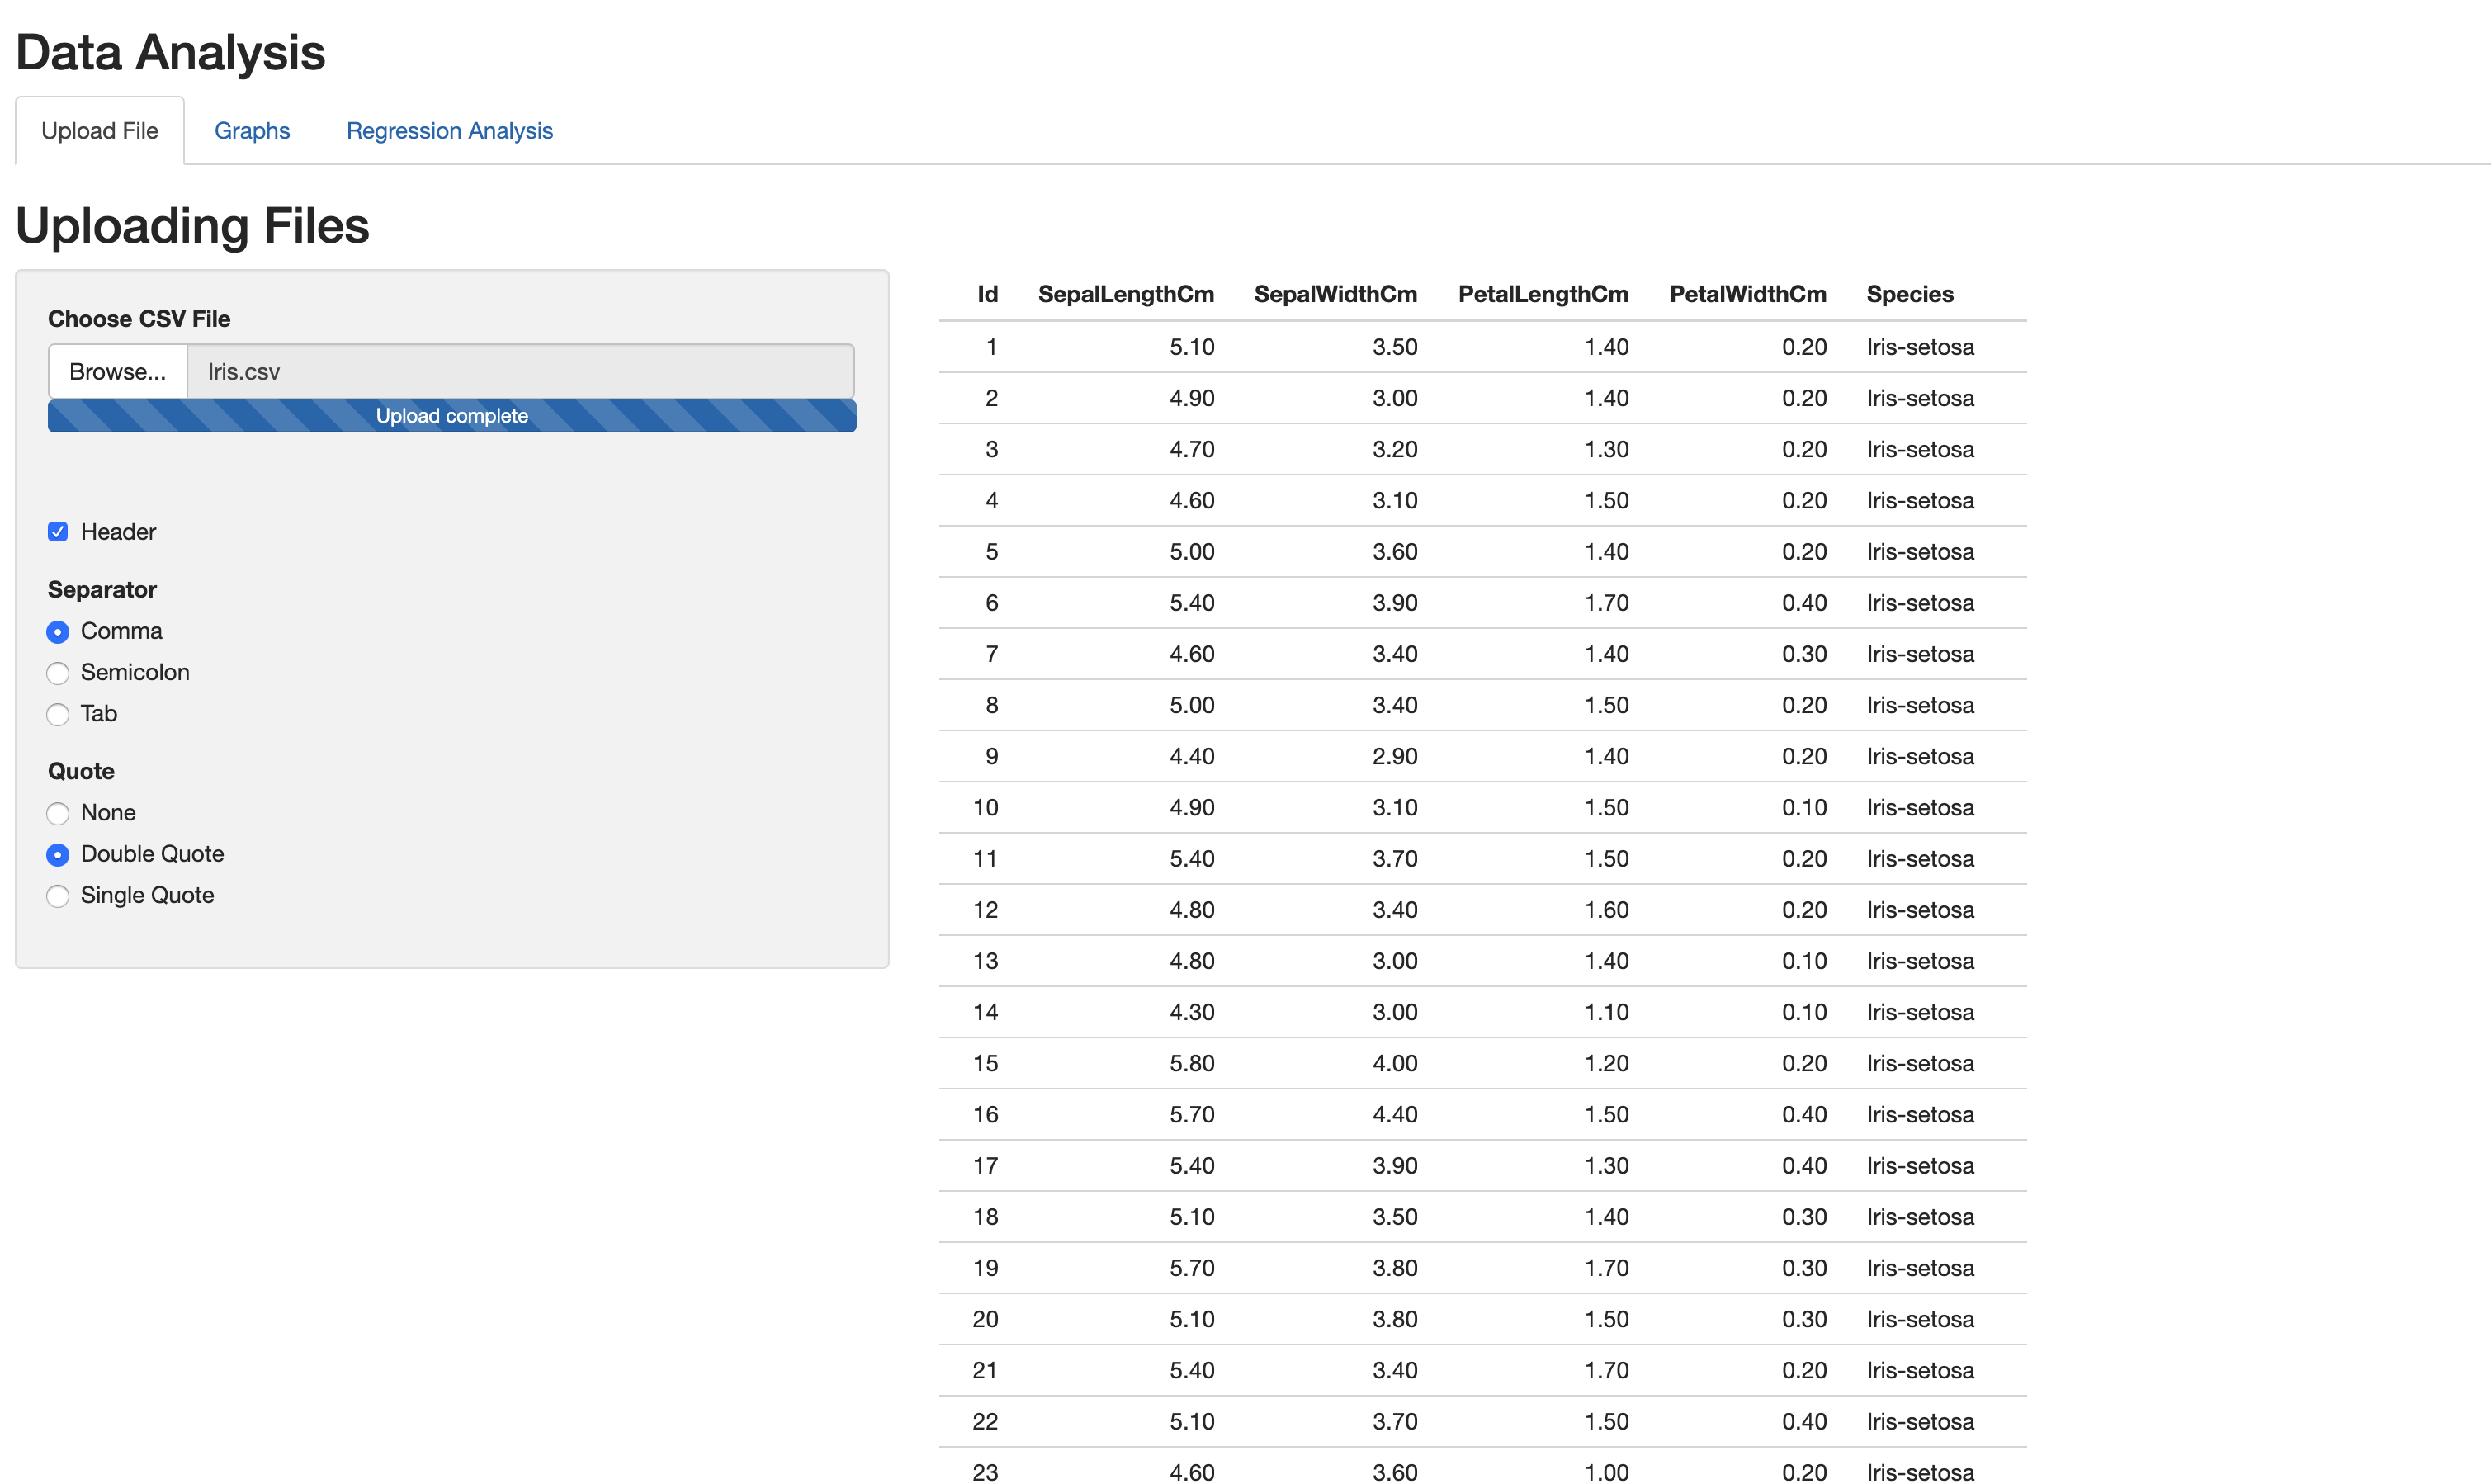 Data Analysis
Upload File Graphs Regression Analysis
Uploading Files
Choose CSV File
Browse... Iris.csv
Upload complete
Header
Separator
Comma
Semicolon
Tab
Quote
None
Double Quote
Single Quote
Id SepalLengthCm SepalWidthCm PetalLengthCm PetalWidthCm Species
1 5.10 3.50 1.40 0.20 Iris-setosa
2 4.90 3.00 1.40 0.20 Iris-setosa
3 4.70 3.20 1.30 0.20 Iris-setosa
4 4.60 3.10 1.50 0.20 Iris-setosa
5 5.00 3.60 1.40 0.20 Iris-setosa
6 5.40 3.90 1.70 0.40 Iris-setosa
7 4.60 3.40 1.40 0.30 Iris-setosa
8 5.00 3.40 1.50 0.20 Iris-setosa
9 4.40 2.90 1.40 0.20 Iris-setosa
10 4.90 3.10 1.50 0.10 Iris-setosa
11 5.40 3.70 1.50 0.20 Iris-setosa
12 4.80 3.40 1.60 0.20 Iris-setosa
13 4.80 3.00 1.40 0.10 Iris-setosa
14 4.30 3.00 1.10 0.10 Iris-setosa
15 5.80 4.00 1.20 0.20 Iris-setosa
16 5.70 4.40 1.50 0.40 Iris-setosa
17 5.40 3.90 1.30 0.40 Iris-setosa
18 5.10 3.50 1.40 0.30 Iris-setosa
19 5.70 3.80 1.70 0.30 Iris-setosa
20 5.10 3.80 1.50 0.30 Iris-setosa
21 5.40 3.40 1.70 0.20 Iris-setosa
22 5.10 3.70 1.50 0.40 Iris-setosa
23 4.60 3.60 1.00 0.20 Iris-setosa